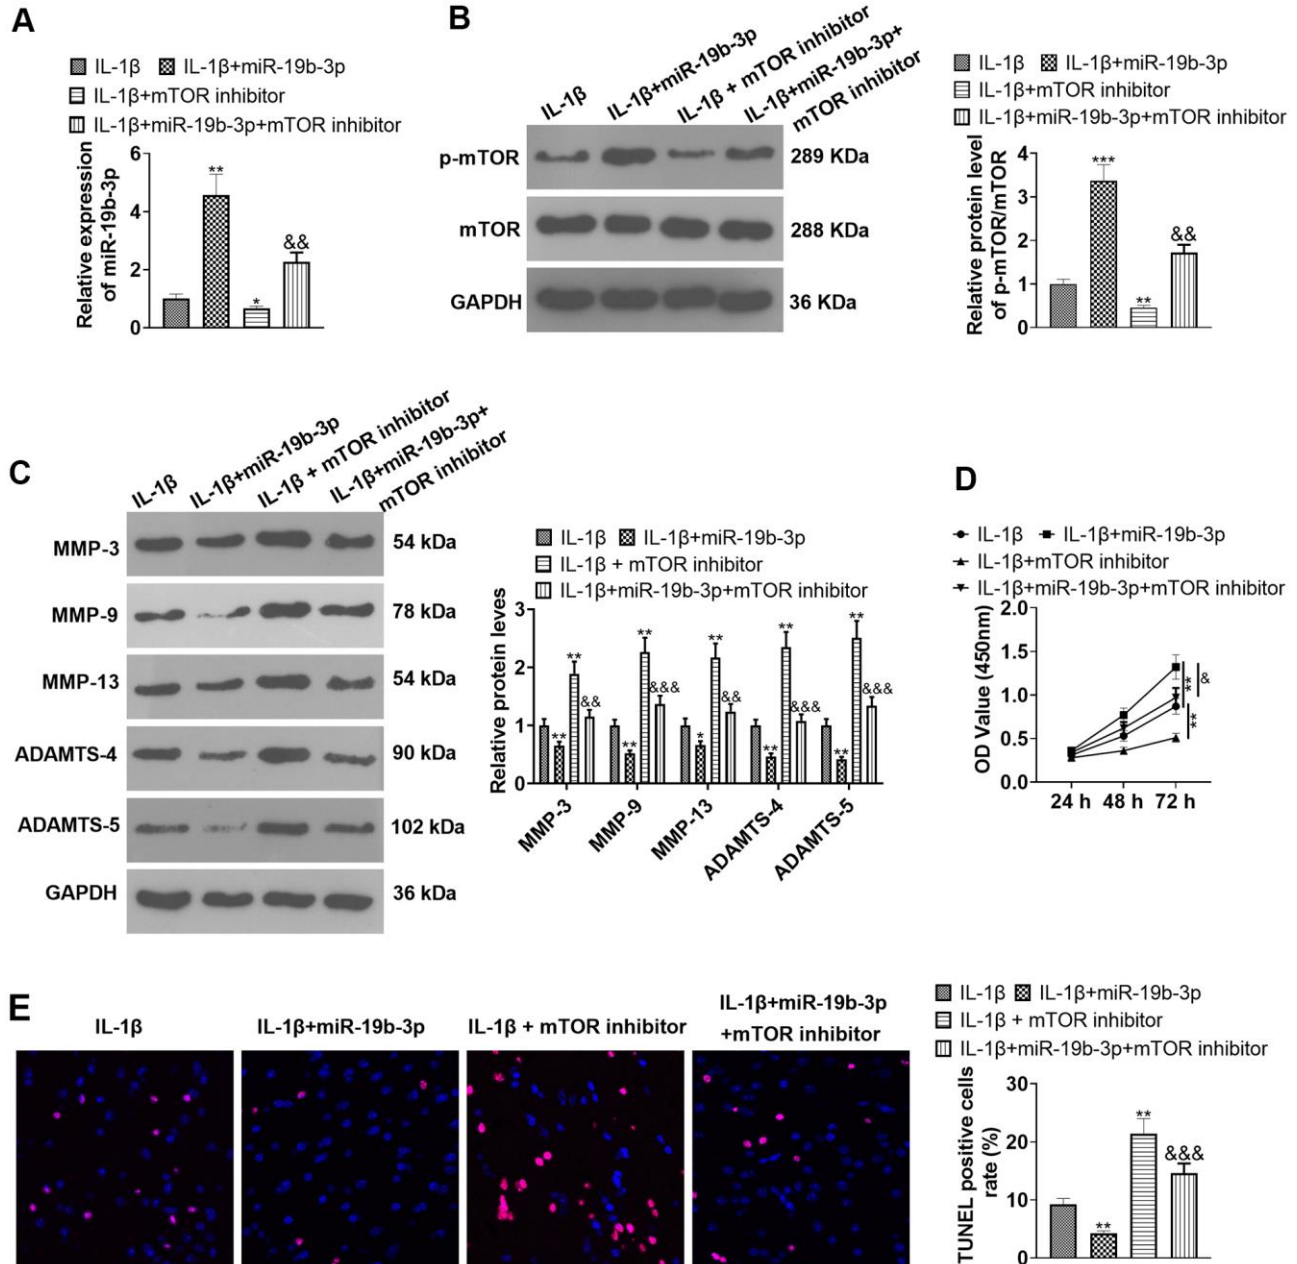 A
IL-1β IL-1β+miR-19b-3p
IL-1β+mTOR inhibitor
IL-1β+miR-19b-3p+mTOR inhibitor
Relative expression
of miR-19b-3p
6
4
2
0
**
*
&&
B
IL-1β
IL-1β+miR-19b-3p
IL-1β + mTOR inhibitor
IL-1β+miR-19b-3p+
mTOR inhibitor
p-mTOR 289 KDa
mTOR 288 KDa
GAPDH 36 KDa
IL-1β IL-1β+miR-19b-3p
IL-1β+mTOR inhibitor
IL-1β+miR-19b-3p+mTOR inhibitor
Relative protein level
of p-mTOR/mTOR
4
3
2
1
0
***
**
&&
C
IL-1β
IL-1β+miR-19b-3p
IL-1β + mTOR inhibitor
IL-1β+miR-19b-3p+
mTOR inhibitor
MMP-3 54 kDa
MMP-9 78 kDa
MMP-13 54 kDa
ADAMTS-4 90 kDa
ADAMTS-5 102 kDa
GAPDH 36 kDa
IL-1β IL-1β+miR-19b-3p
IL-1β + mTOR inhibitor
IL-1β+miR-19b-3p+mTOR inhibitor
Relative protein leves
3
2
1
0
** ** && 
** ** &&&
* ** &&
** ** &&&
** ** &&&
MMP-3
MMP-9
MMP-13
ADAMTS-4
ADAMTS-5
D
IL-1β IL-1β+miR-19b-3p
IL-1β+mTOR inhibitor
IL-1β+miR-19b-3p+mTOR inhibitor
OD Value (450nm)
2.0
1.5
1.0
0.5
0.0
24 h 48 h 72 h
** &
**
E
IL-1β
IL-1β+miR-19b-3p
IL-1β + mTOR inhibitor
IL-1β+miR-19b-3p
+mTOR inhibitor
IL-1β IL-1β+miR-19b-3p
IL-1β + mTOR inhibitor
IL-1β+miR-19b-3p+mTOR inhibitor
TUNEL positive cells
rate (%)
30
20
10
0
**
**
&&&